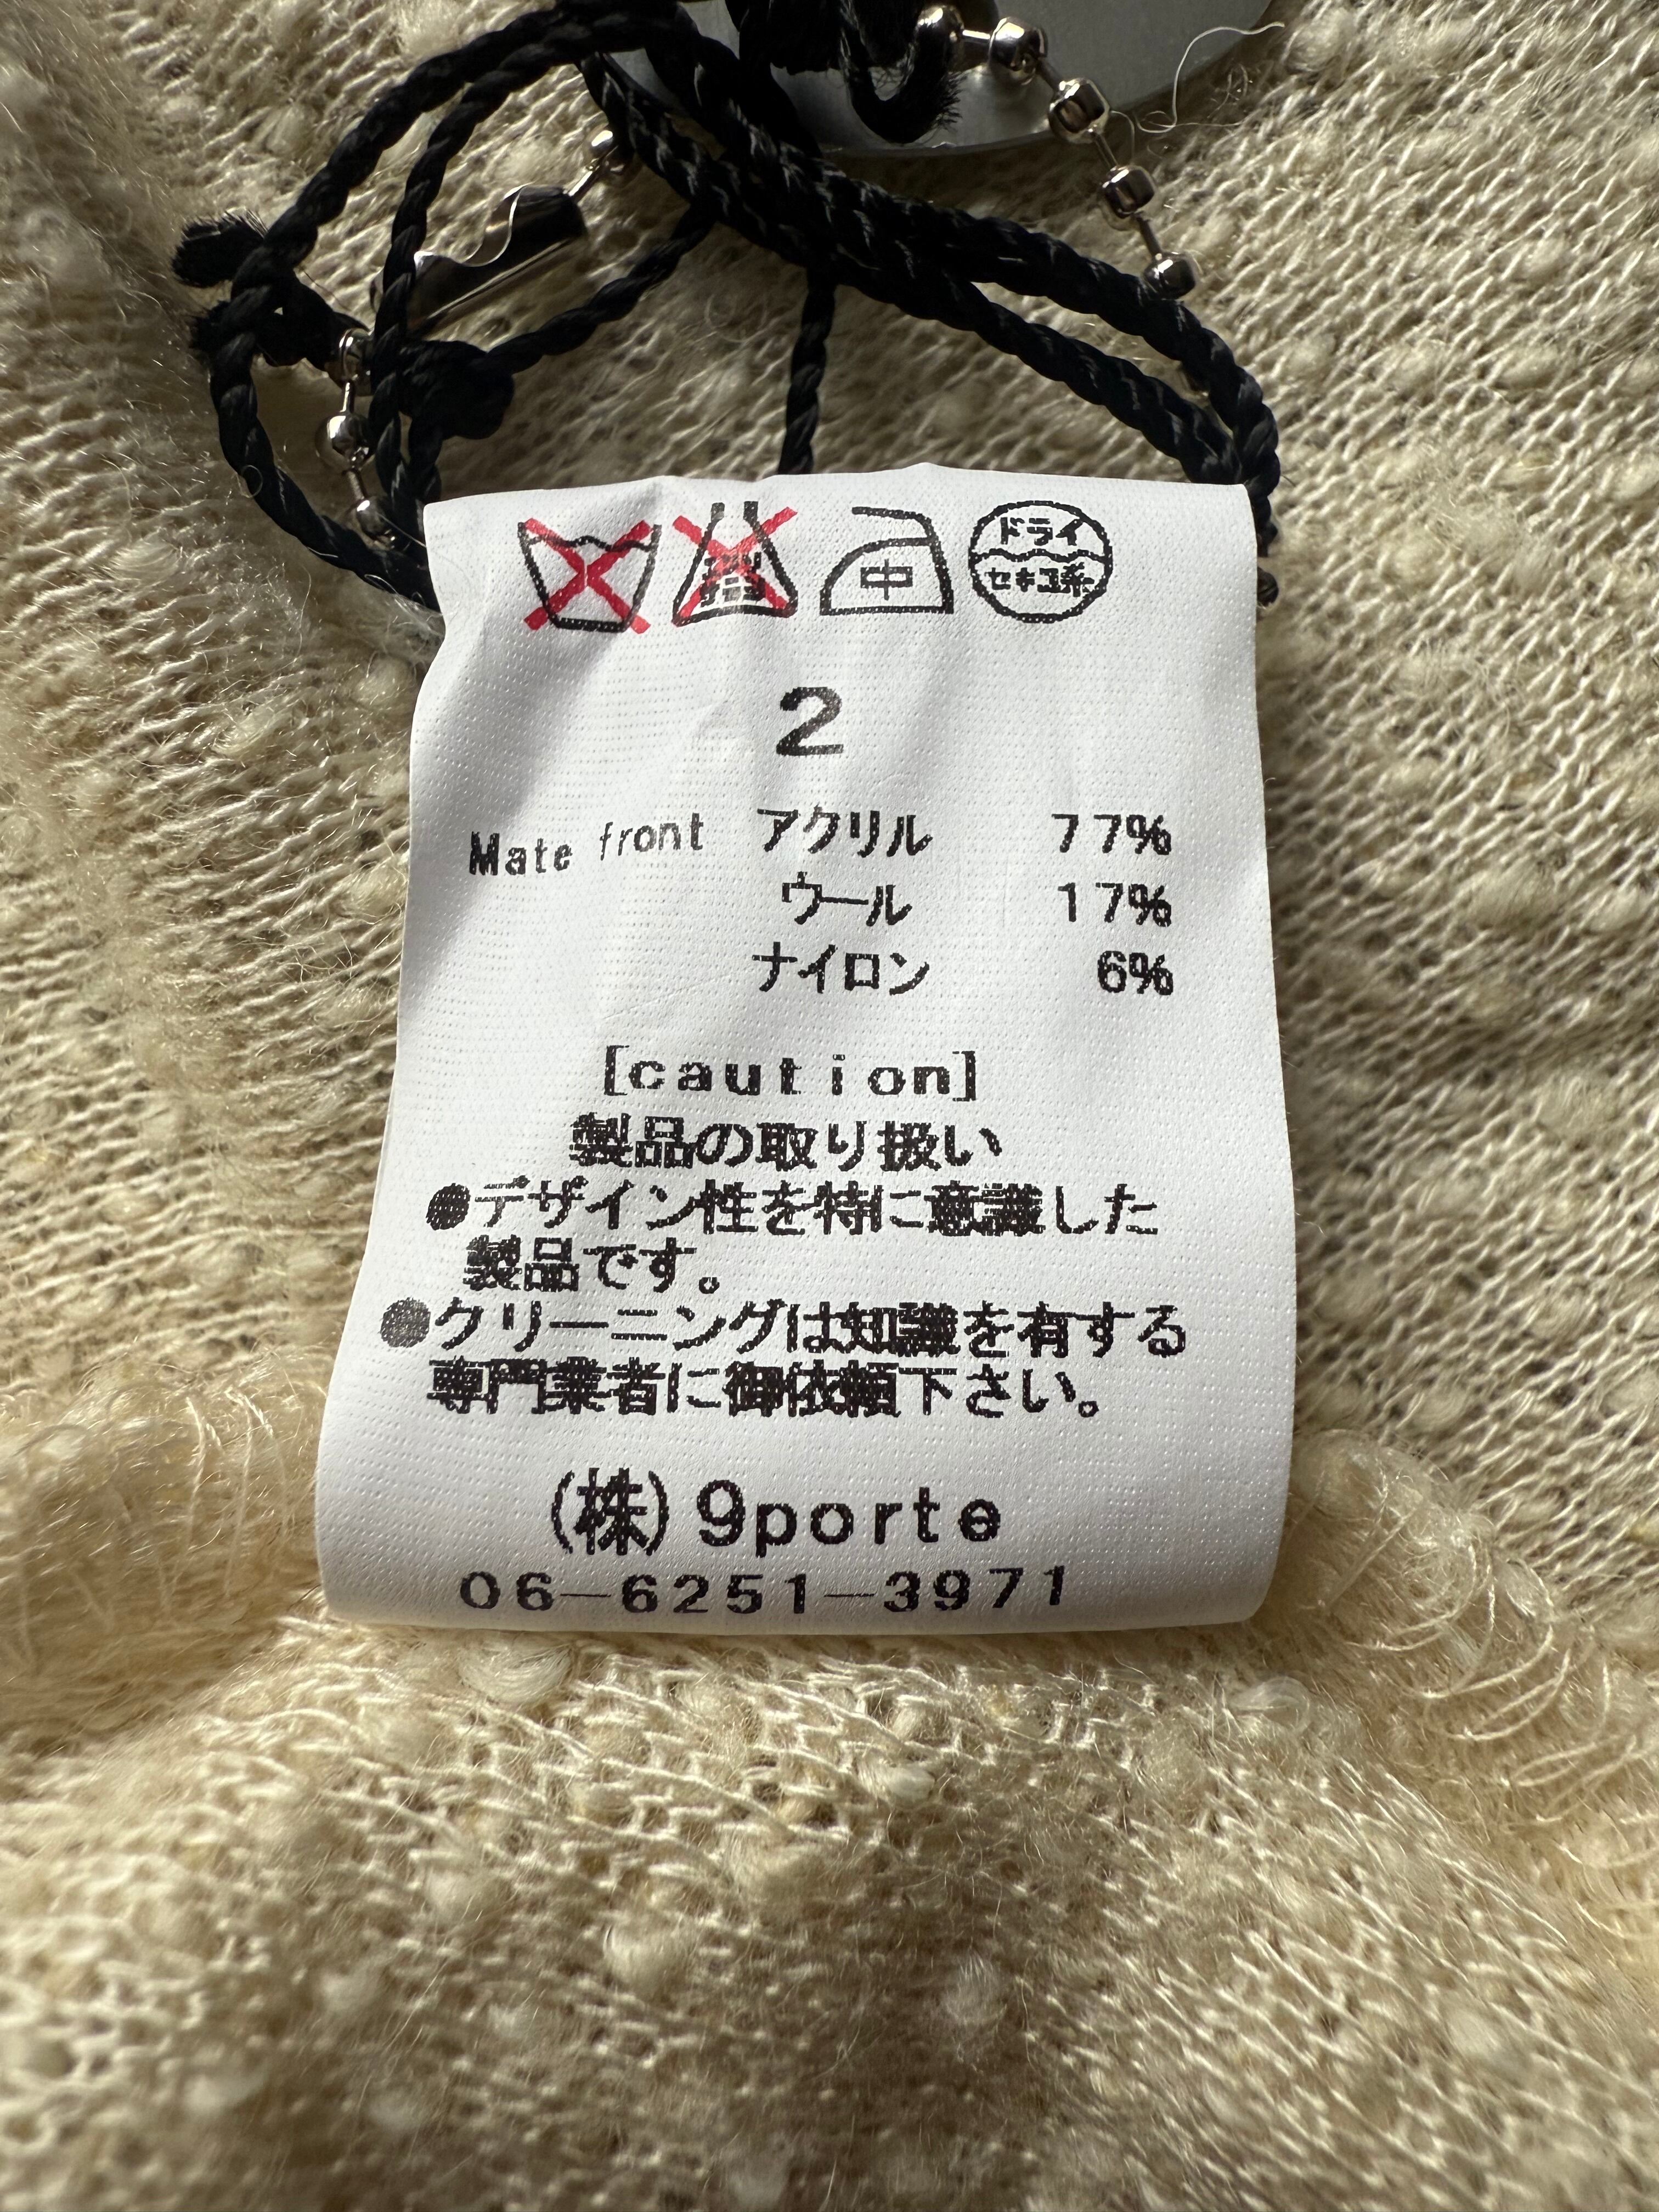 中 ドライ
セキユ系
2
Mate front アクリル 77%
ウール 17%
ナイロン 6%
[caution]
製品の取り扱い
●デザイン性を特に意識した
製品です。
●クリーニングは知識を有する
専門業者に御依頼下さい。
(株)9porte
06-6251-3971